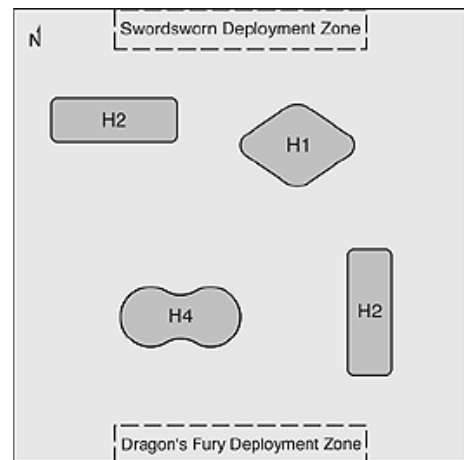 Swordsworn Deployment Zone
N
H2
H1
H4
H2
Dragon's Fury Deployment Zone